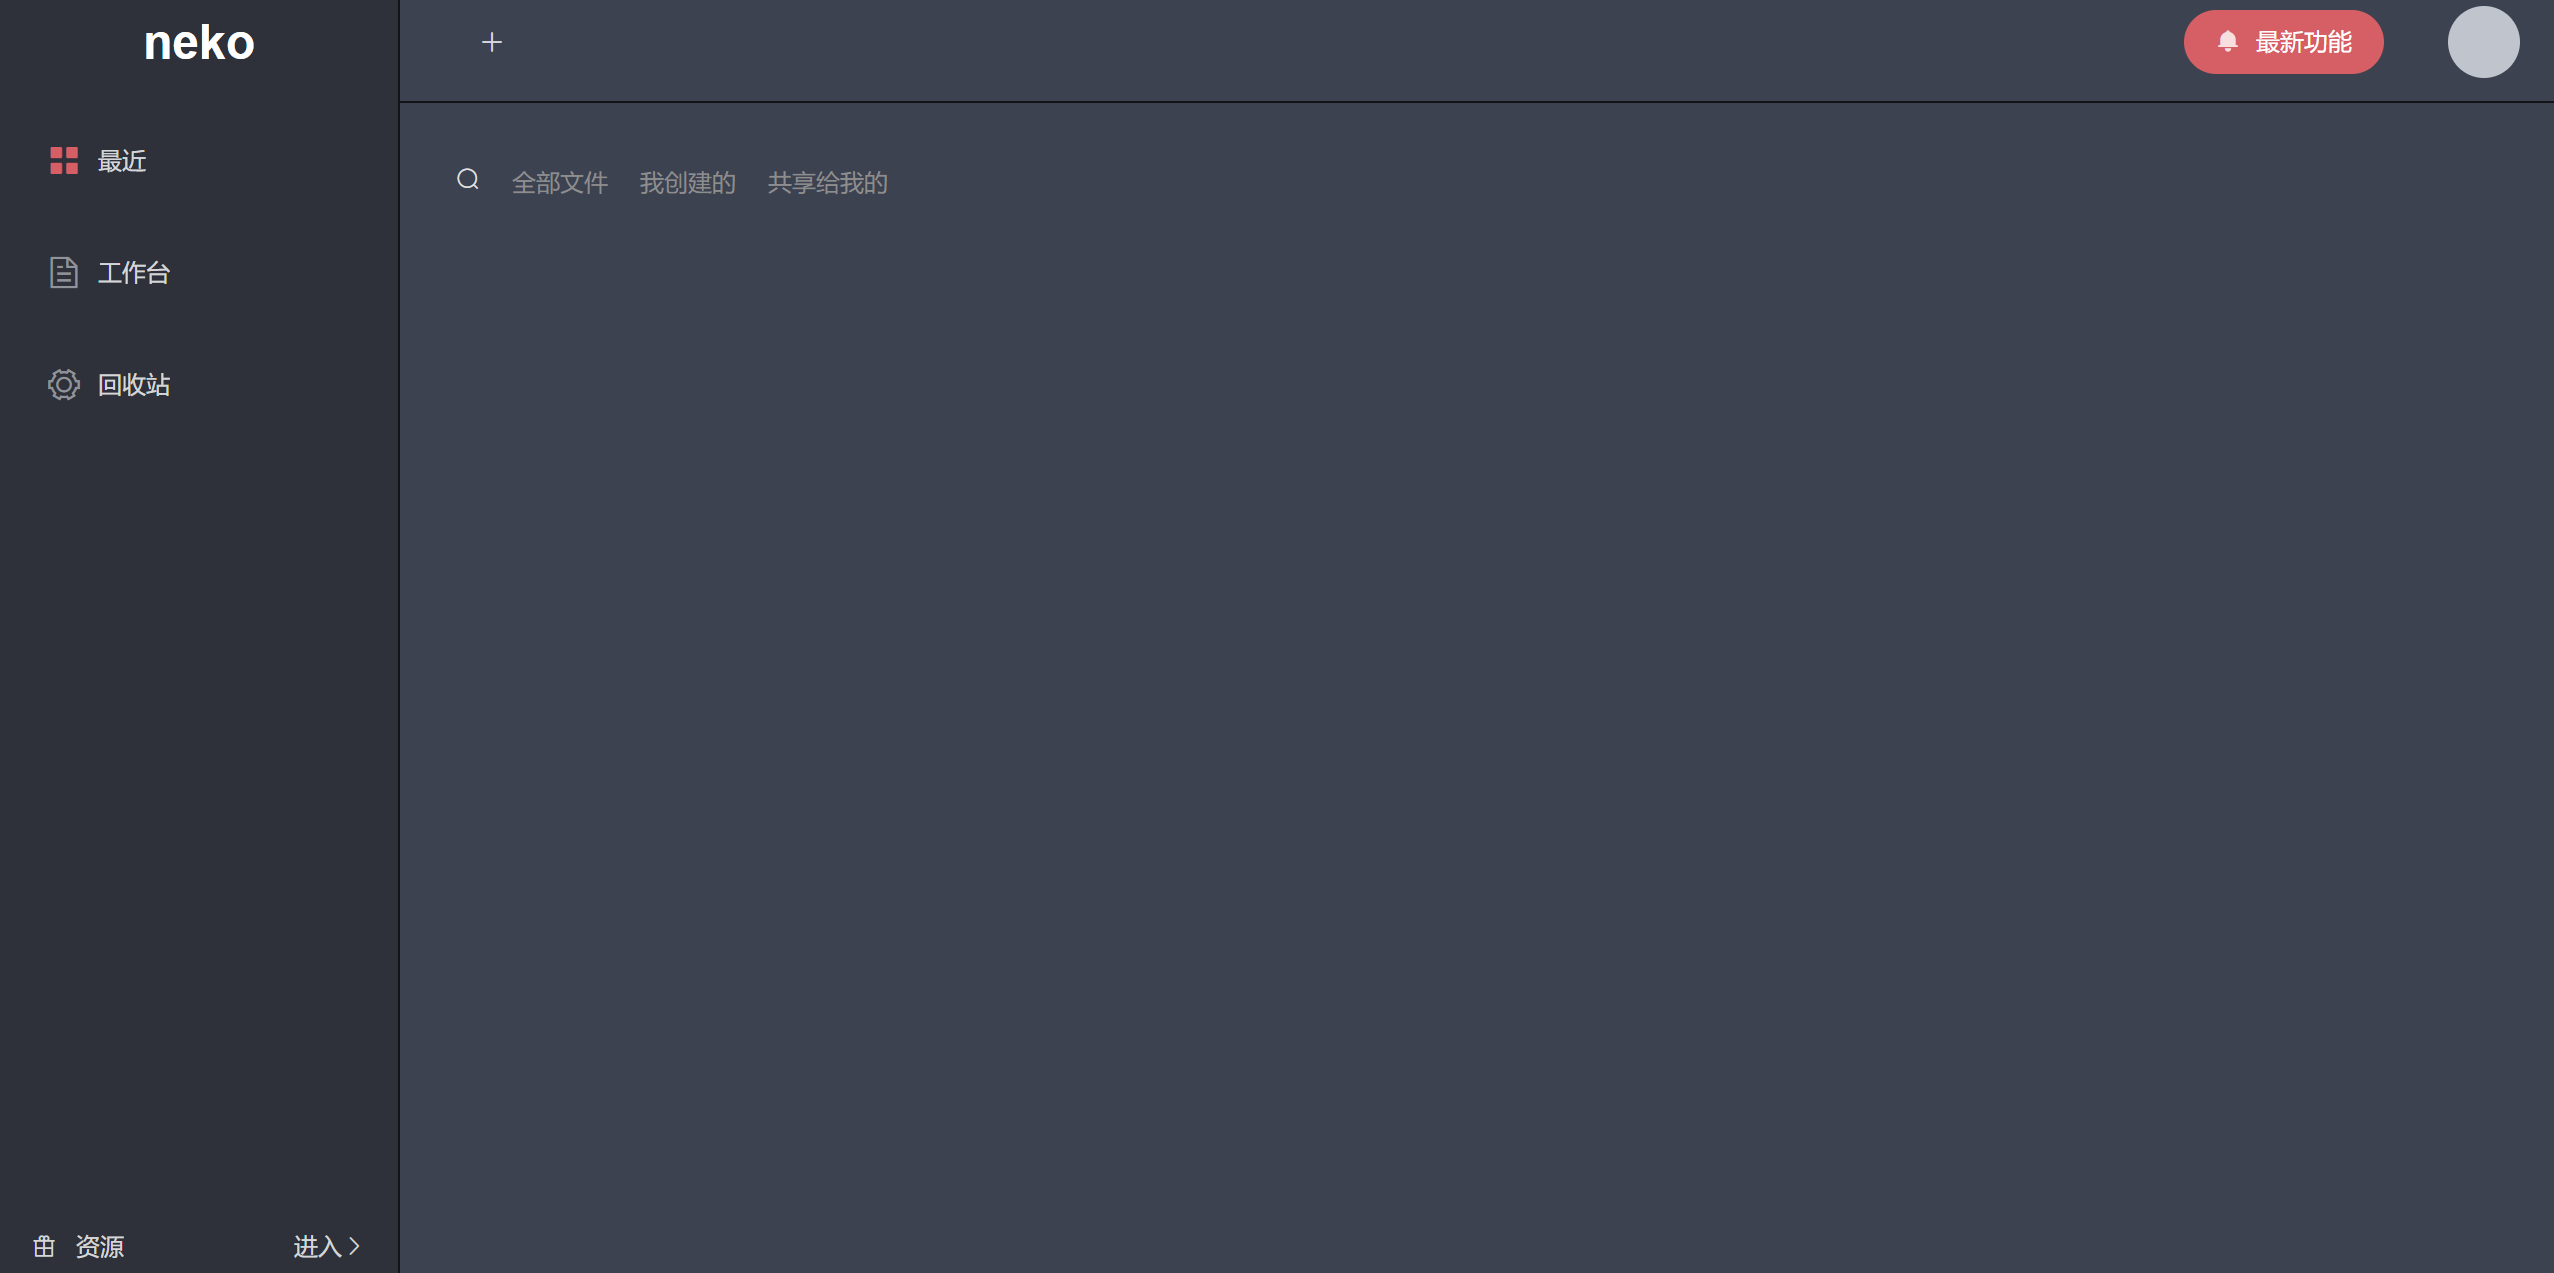 neko
最新功能
最近
工作台
回收站
全部文件 我创建的 共享给我的
资源 进入